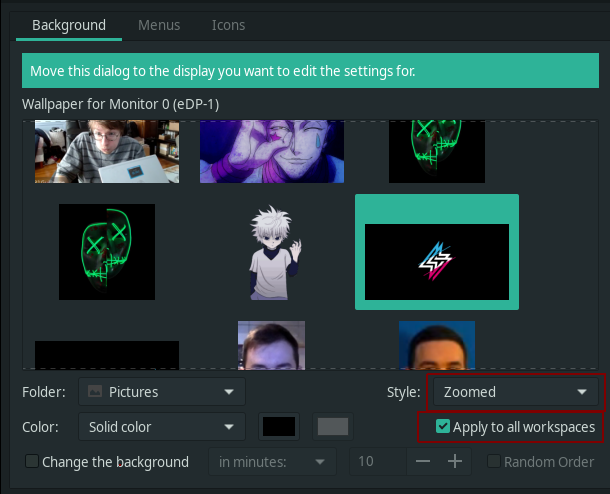 Background Menus Icons
Move this dialog to the display you want to edit the settings for.
Wallpaper for Monitor 0 (eDP-1)
Folder: Pictures Style: Zoomed
Color: Solid color Apply to all workspaces
Change the background in minutes: 10 Random Order